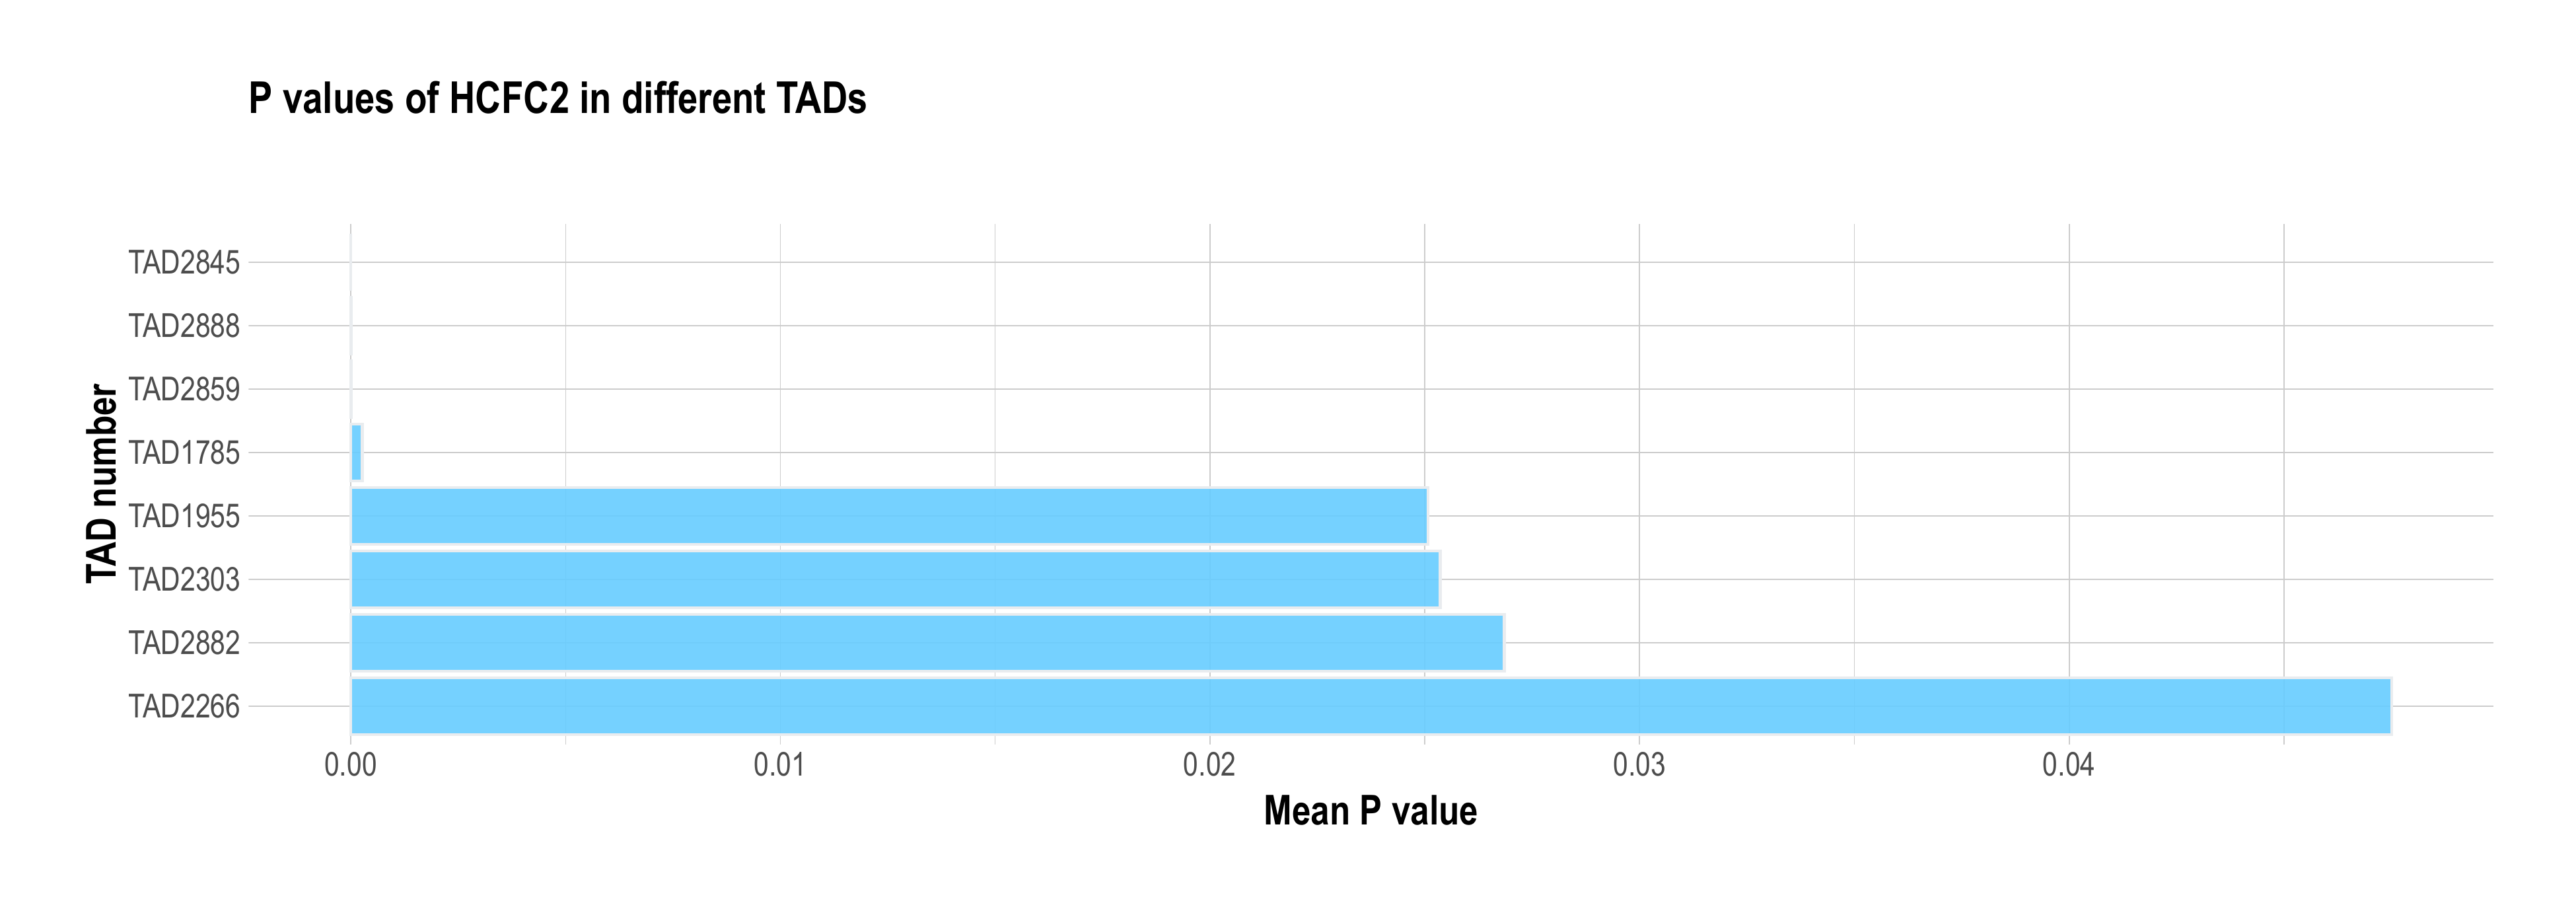 P values of HCFC2 in different TADs
TAD number
TAD2845
TAD2888
TAD2859
TAD1785
TAD1955
TAD2303
TAD2882
TAD2266
0.00 0.01 0.02 0.03 0.04
Mean P value